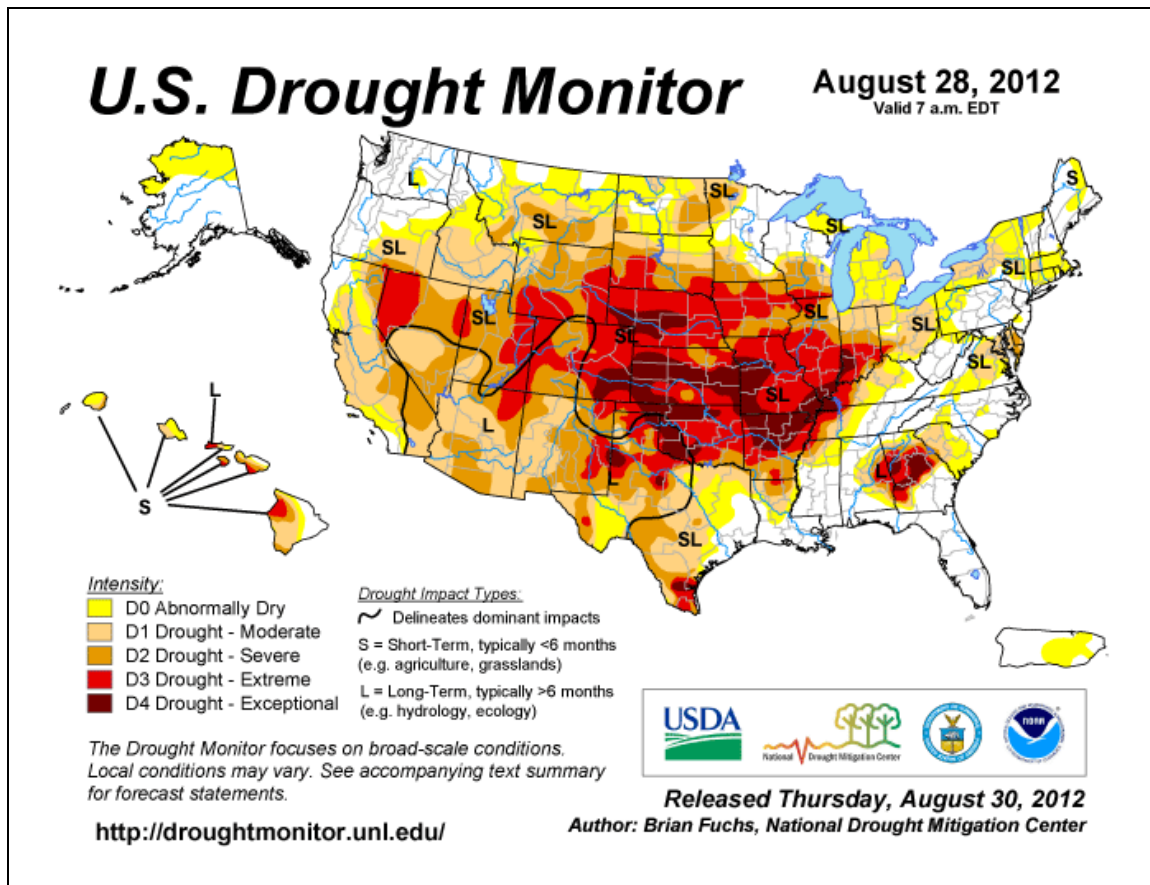 U.S. Drought Monitor
August 28, 2012
Valid 7 a.m. EDT
L
S
SL
SL
SL
SL
SL
SL
SL
SL
SL
SL
SL
SL
L
L
SL
L
S
Intensity:
D0 Abnormally Dry
D1 Drought - Moderate
D2 Drought - Severe
D3 Drought - Extreme
D4 Drought - Exceptional
Drought Impact Types:
Delineates dominant impacts
S = Short-Term, typically <6 months
(e.g. agriculture, grasslands)
L = Long-Term, typically >6 months
(e.g. hydrology, ecology)
The Drought Monitor focuses on broad-scale conditions.
Local conditions may vary. See accompanying text summary
for forecast statements.
http://droughtmonitor.unl.edu/
USDA
National Drought Mitigation Center
NOAA
Released Thursday, August 30, 2012
Author: Brian Fuchs, National Drought Mitigation Center